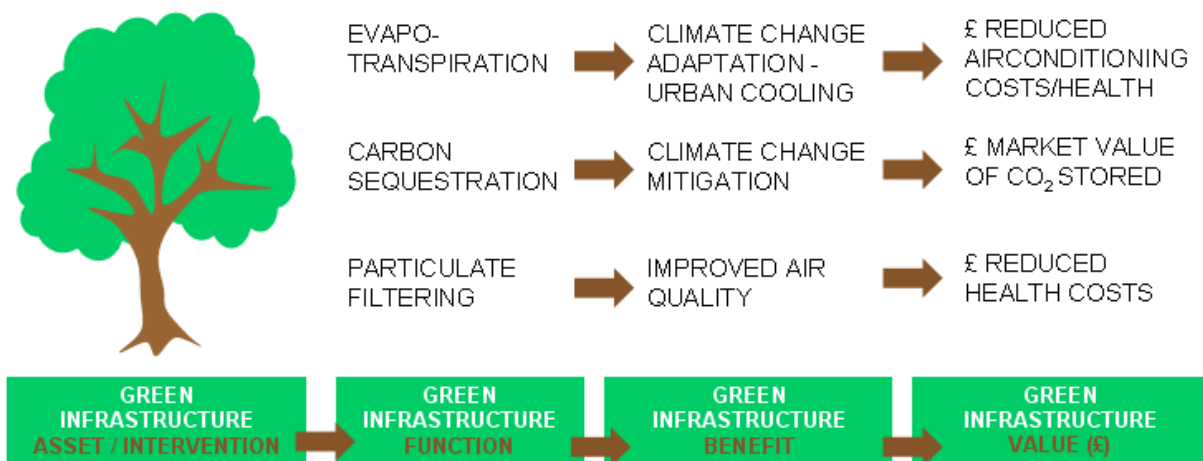 EVAPO-
TRANSPIRATION
CLIMATE CHANGE
ADAPTATION -
URBAN COOLING
£ REDUCED
AIRCONDITIONING
COSTS/HEALTH
CARBON
SEQUESTRATION
CLIMATE CHANGE
MITIGATION
£ MARKET VALUE
OF CO₂ STORED
PARTICULATE
FILTERING
IMPROVED AIR
QUALITY
£ REDUCED
HEALTH COSTS
GREEN
INFRASTRUCTURE
ASSET / INTERVENTION
GREEN
INFRASTRUCTURE
FUNCTION
GREEN
INFRASTRUCTURE
BENEFIT
GREEN
INFRASTRUCTURE
VALUE (£)